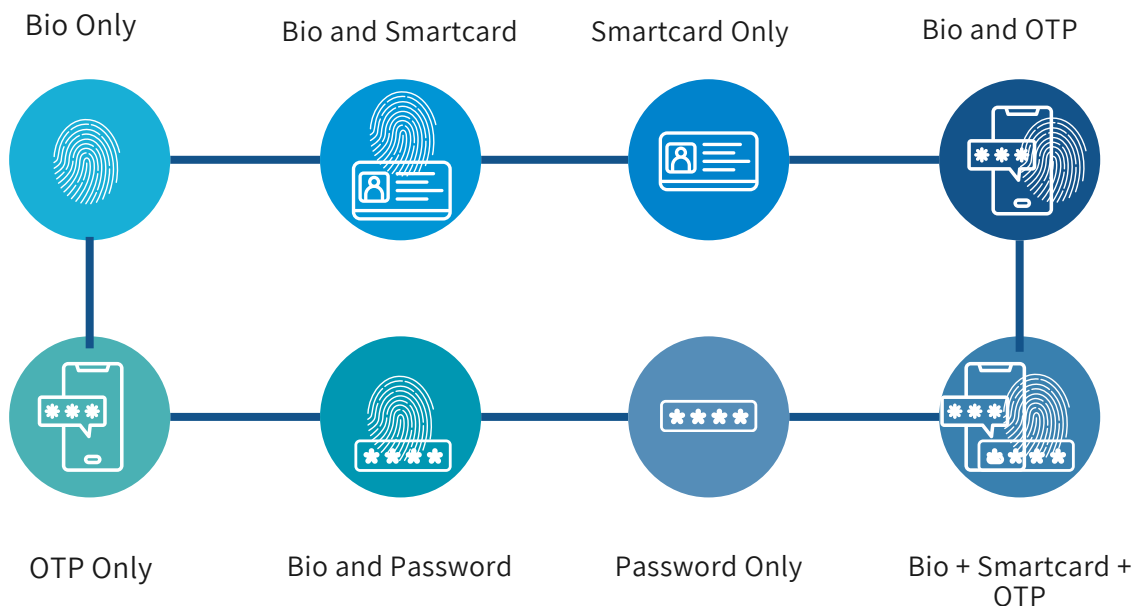 Bio Only
Bio and Smartcard
Smartcard Only
Bio and OTP
OTP Only
Bio and Password
Password Only
Bio + Smartcard +
OTP